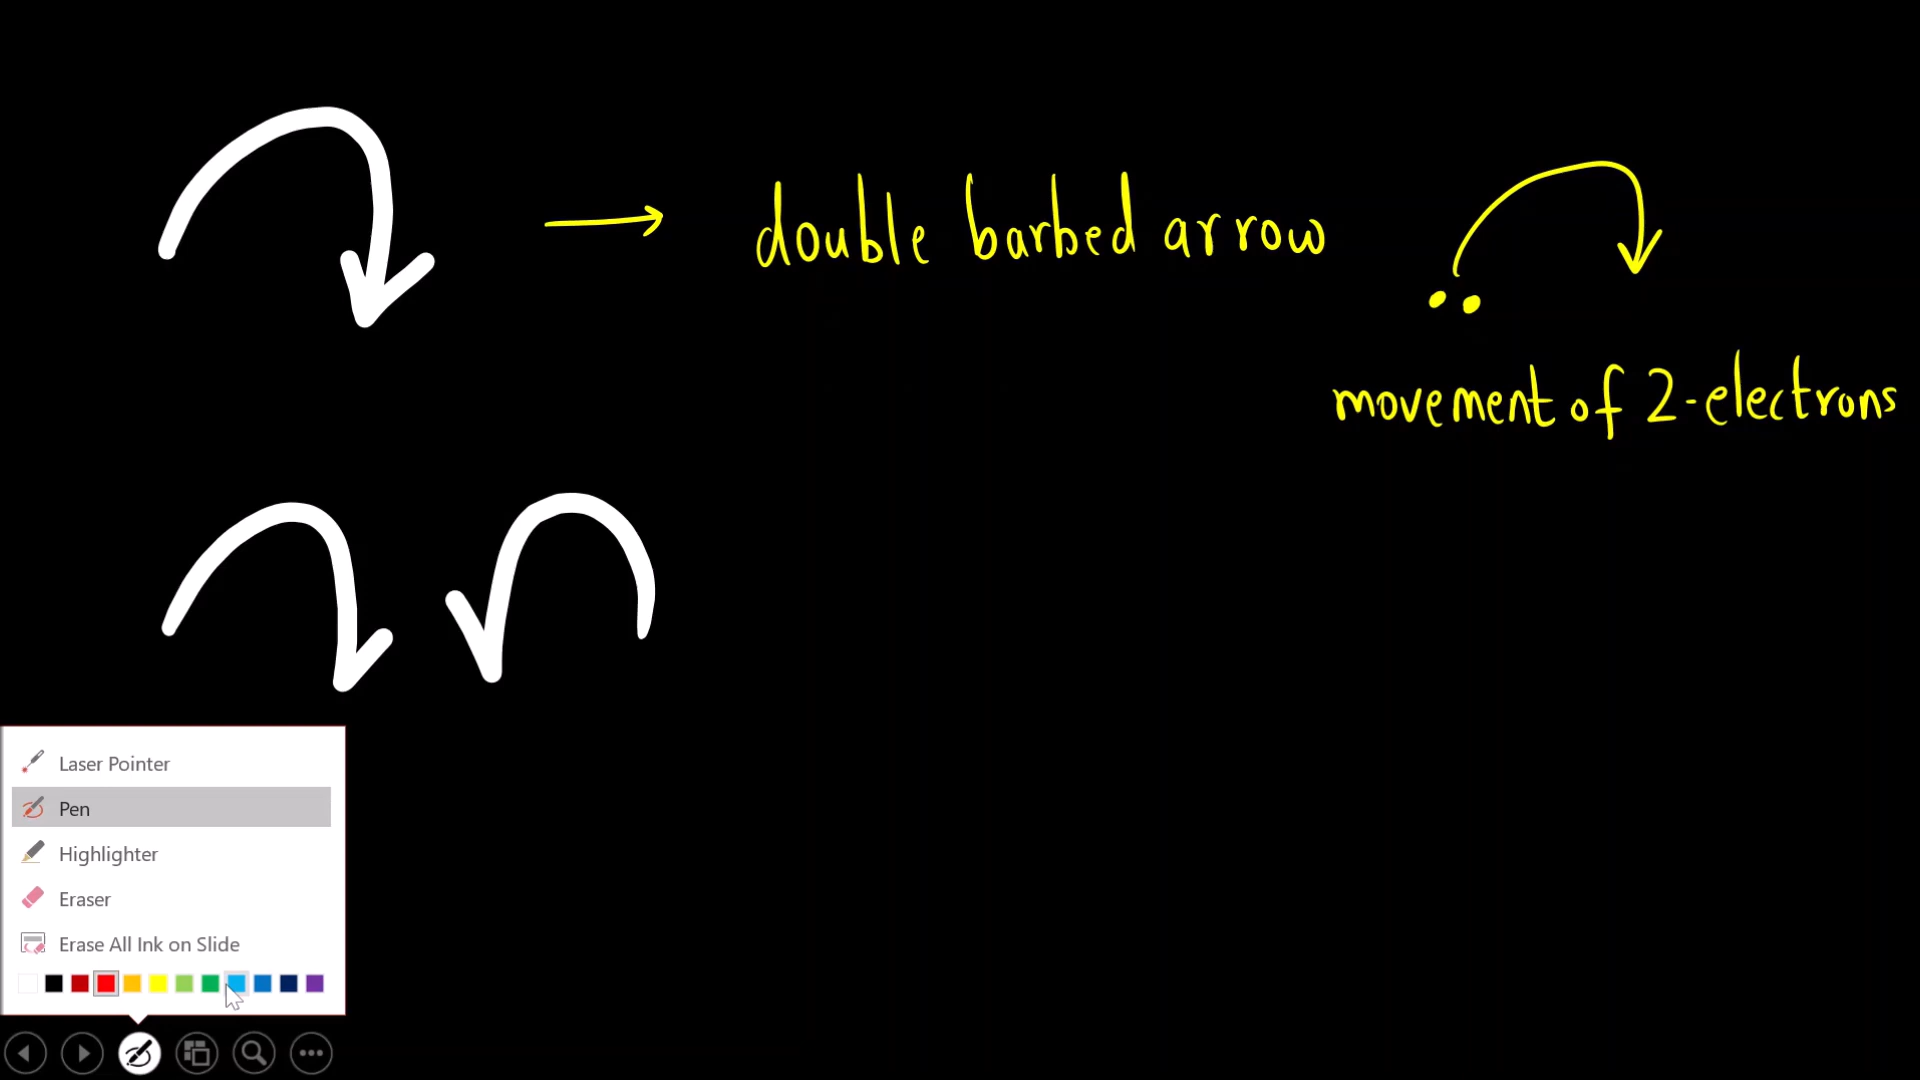 double barbed arrow
movement of 2-electrons
Laser Pointer
Pen
Highlighter
Eraser
Erase All Ink on Slide